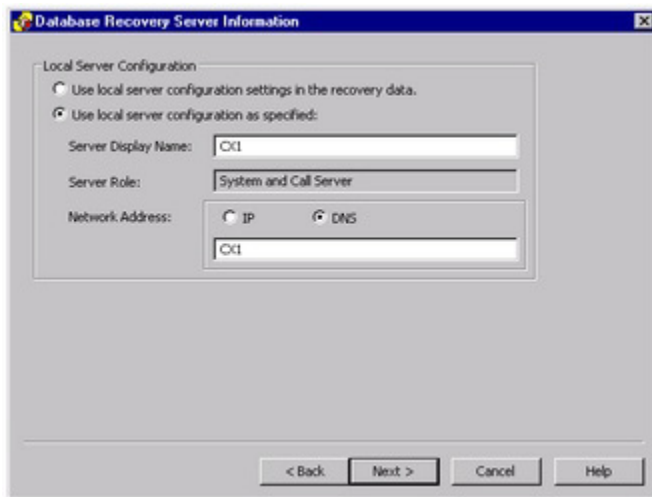 Database Recovery Server Information
Local Server Configuration
Use local server configuration settings in the recovery data.
Use local server configuration as specified:
Server Display Name: CX1
Server Role: System and Call Server
Network Address: IP DNS
CX1
< Back Next > Cancel Help